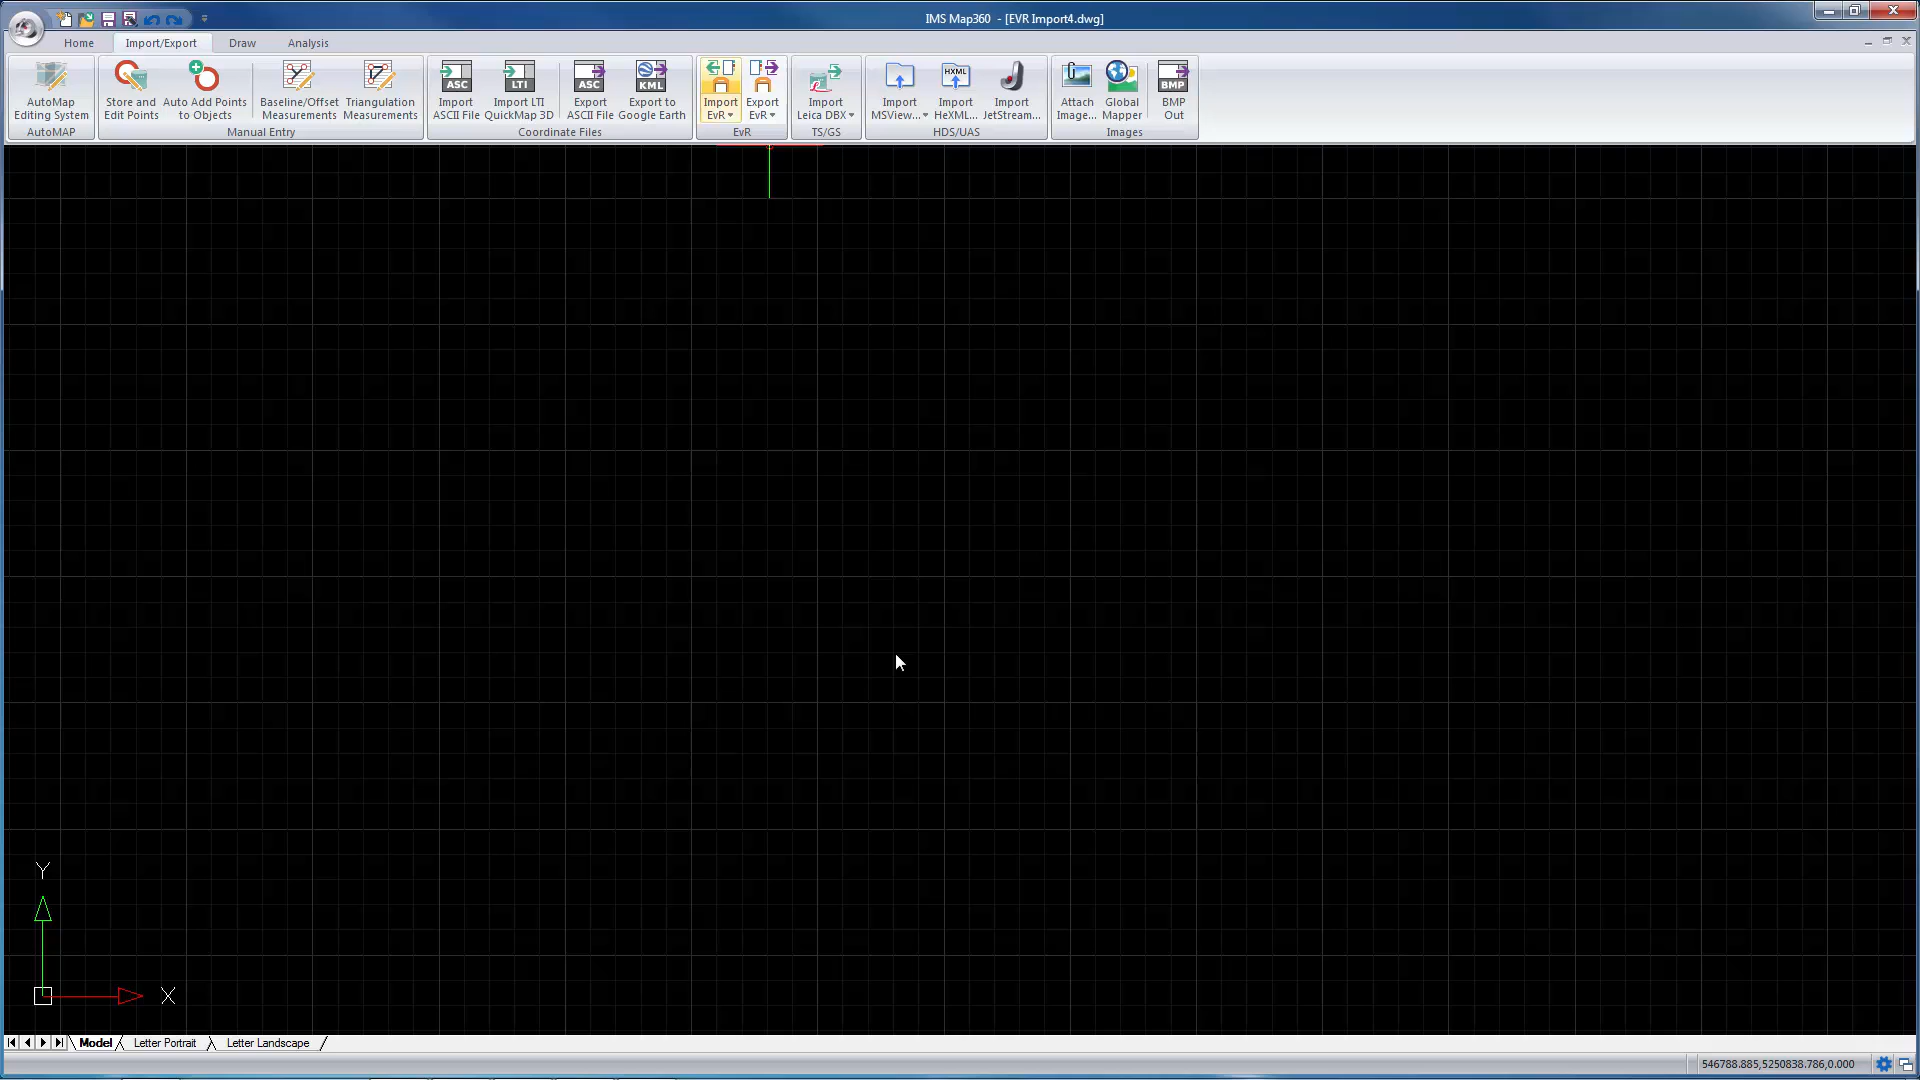 IMS Map360 - [EVR Import4.dwg]
Home Import/Export Draw Analysis
AutoMap Editing System
AutoMAP
Store and Edit Points
Auto Add Points to Objects
Baseline/Offset Measurements
Triangulation Measurements
Manual Entry
ASC
Import ASCII File
LTI
Import LTI QuickMap 3D
ASC
Export ASCII File
KML
Export to Google Earth
Coordinate Files
Import EvR
Export EvR
EvR
Import Leica DBX
TS/GS
Import MSView...
HXML
Import HeXML...
Import JetStream...
HDS/UAS
Attach Image...
Global Mapper
BMP
BMP Out
Images
Y
X
Model Letter Portrait Letter Landscape
546788.885,5250838.786,0.000